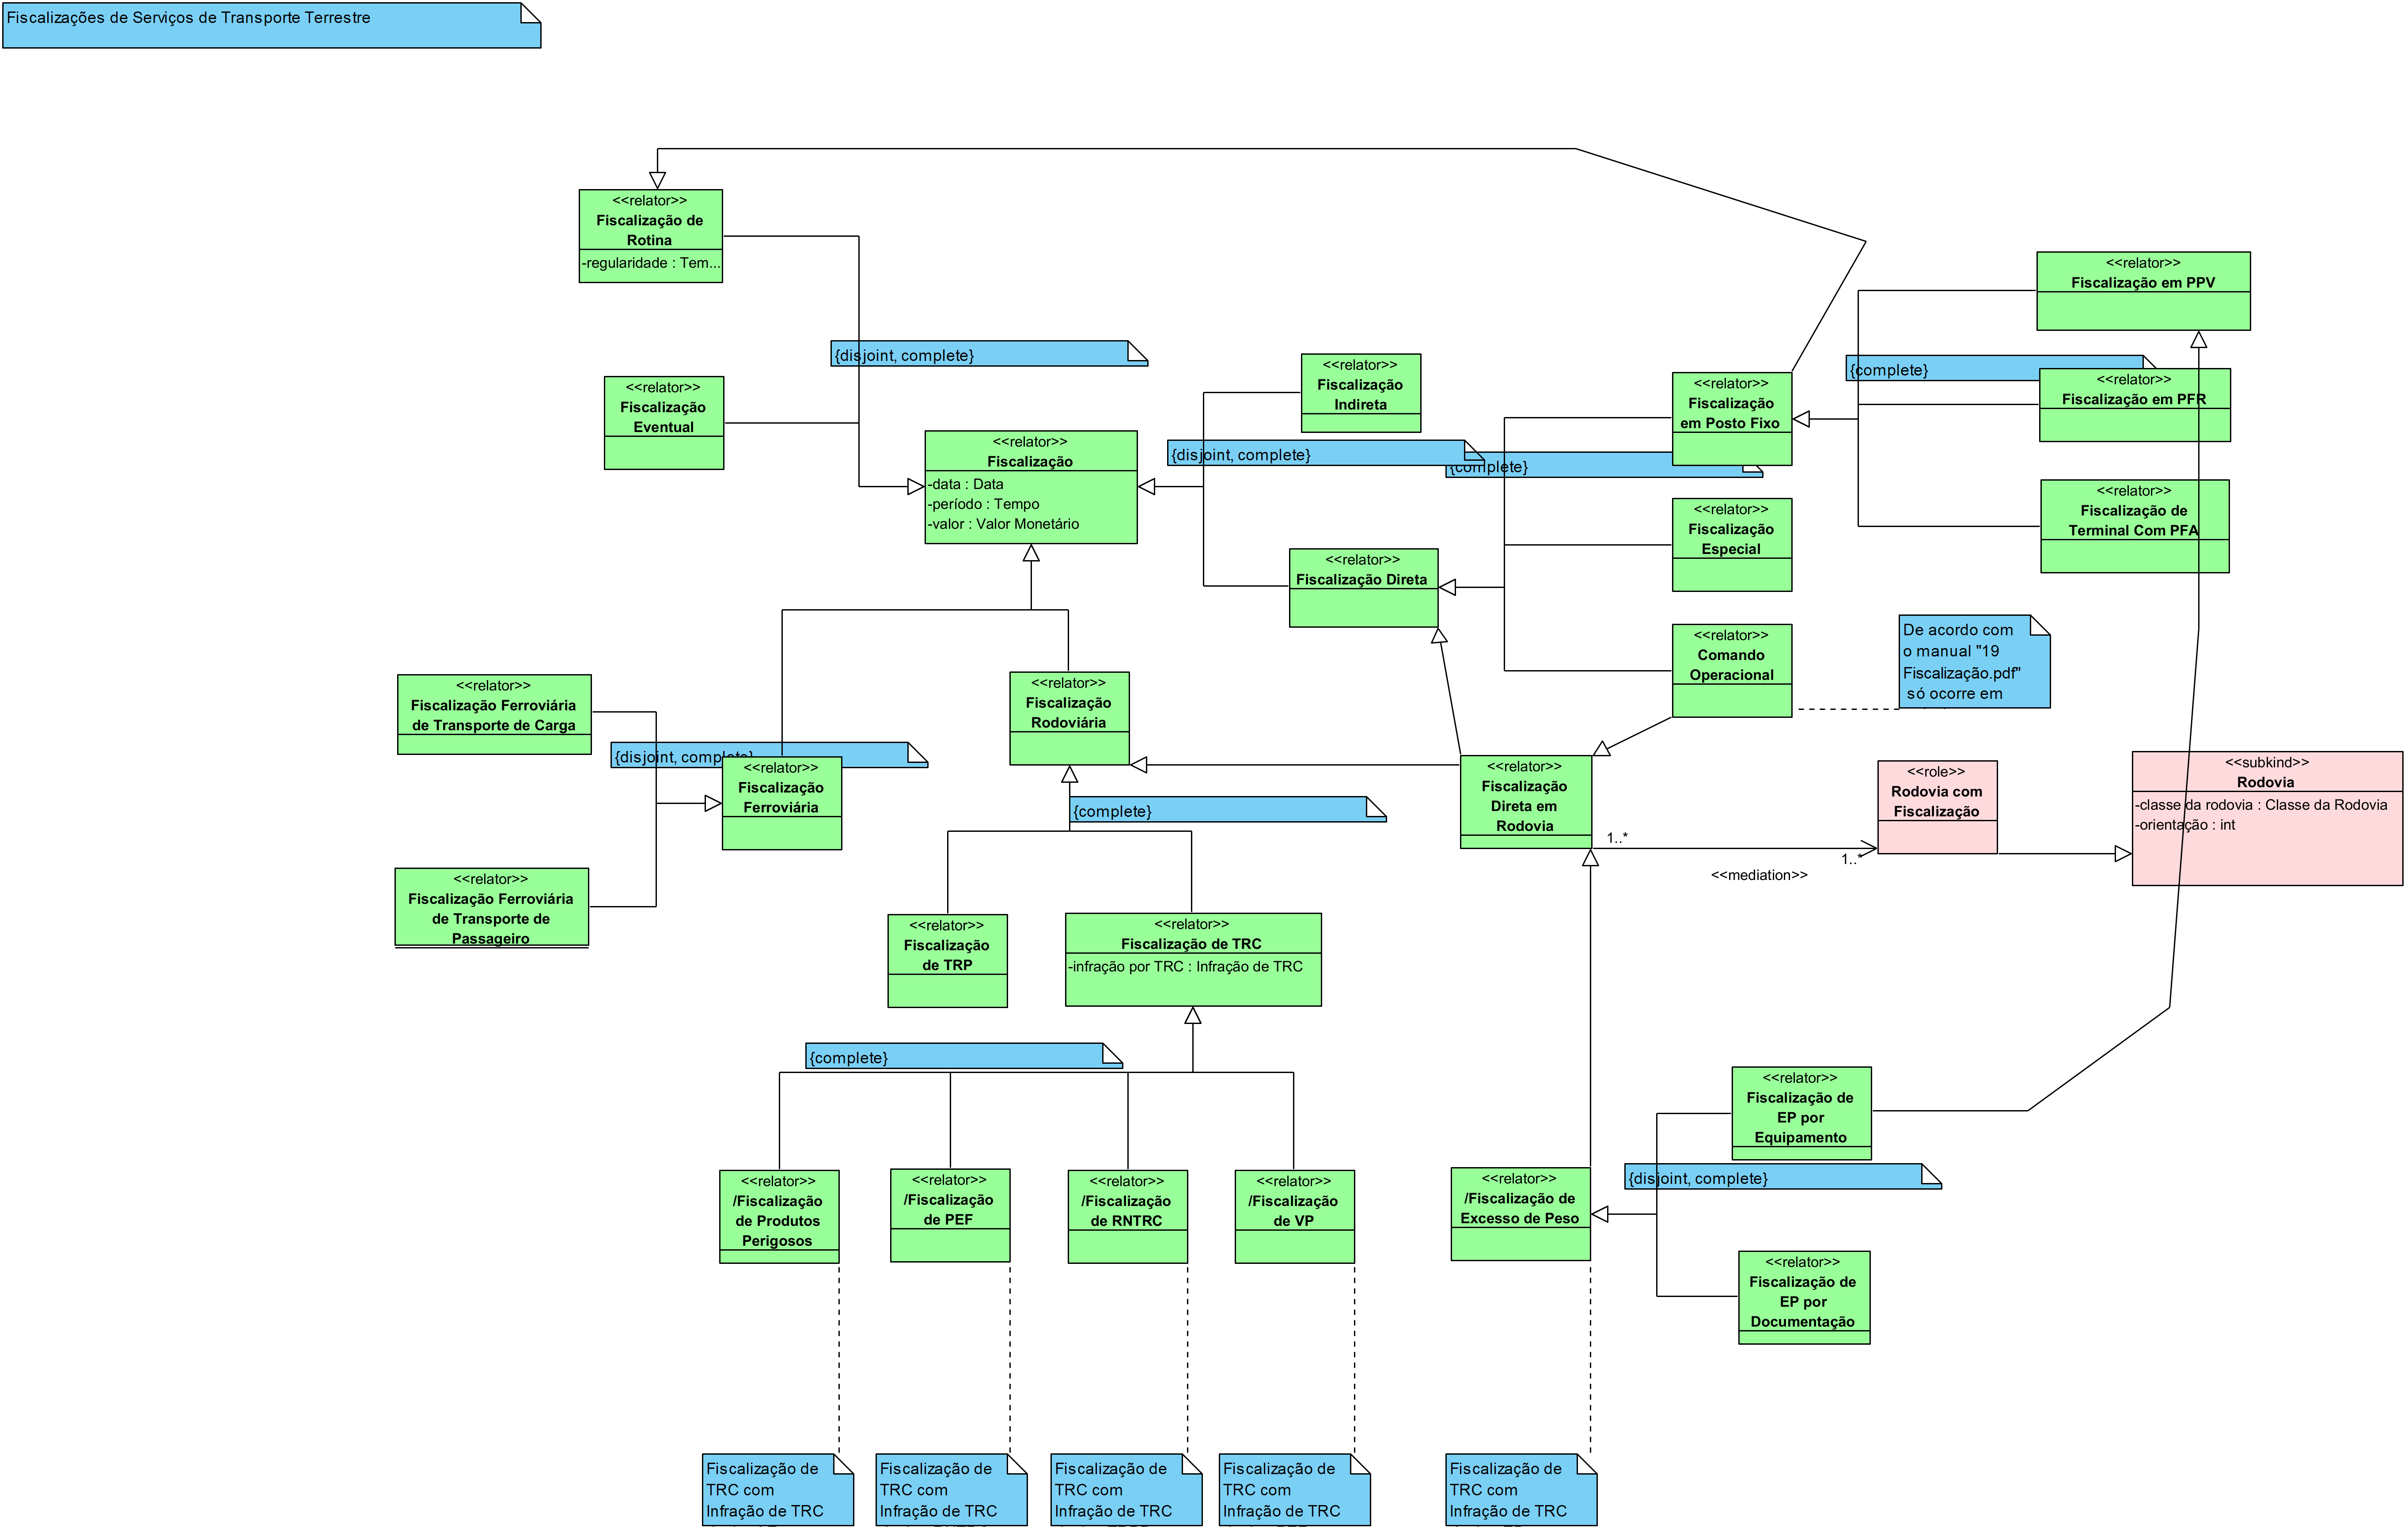 Fiscalizações de Serviços de Transporte Terrestre
<<relator>>
Fiscalização de
Rotina
-regularidade : Tem...
<<relator>>
Fiscalização em PPV
{disjoint, complete}
<<relator>>
Fiscalização
Eventual
<<relator>>
Fiscalização
Indireta
<<relator>>
Fiscalização
em Posto Fixo
{complete}
<<relator>>
Fiscalização em PFR
<<relator>>
Fiscalização
-data : Data
-período : Tempo
-valor : Valor Monetário
{disjoint, complete}
{complete}
<<relator>>
Fiscalização de
Terminal Com PFA
<<relator>>
Fiscalização
Especial
<<relator>>
Fiscalização Direta
<<relator>>
Comando
Operacional
De acordo com
o manual "19
Fiscalização.pdf"
só ocorre em
<<relator>>
Fiscalização Ferroviária
de Transporte de Carga
<<relator>>
Fiscalização
Rodoviária
{disjoint, complete}
<<relator>>
Fiscalização
Ferroviária
<<relator>>
Fiscalização
Direta em
Rodovia
<<role>>
Rodovia com
Fiscalização
<<subkind>>
Rodovia
-classe da rodovia : Classe da Rodovia
-orientação : int
{complete}
1..*
1..*
<<mediation>>
<<relator>>
Fiscalização Ferroviária
de Transporte de
Passageiro
<<relator>>
Fiscalização
de TRP
<<relator>>
Fiscalização de TRC
-infração por TRC : Infração de TRC
{complete}
<<relator>>
Fiscalização de
EP por
Equipamento
{disjoint, complete}
<<relator>>
/Fiscalização
de Produtos
Perigosos
<<relator>>
/Fiscalização
de PEF
<<relator>>
/Fiscalização
de RNTRC
<<relator>>
/Fiscalização
de VP
<<relator>>
/Fiscalização de
Excesso de Peso
<<relator>>
Fiscalização de
EP por
Documentação
Fiscalização de
TRC com
Infração de TRC
Fiscalização de
TRC com
Infração de TRC
Fiscalização de
TRC com
Infração de TRC
Fiscalização de
TRC com
Infração de TRC
Fiscalização de
TRC com
Infração de TRC